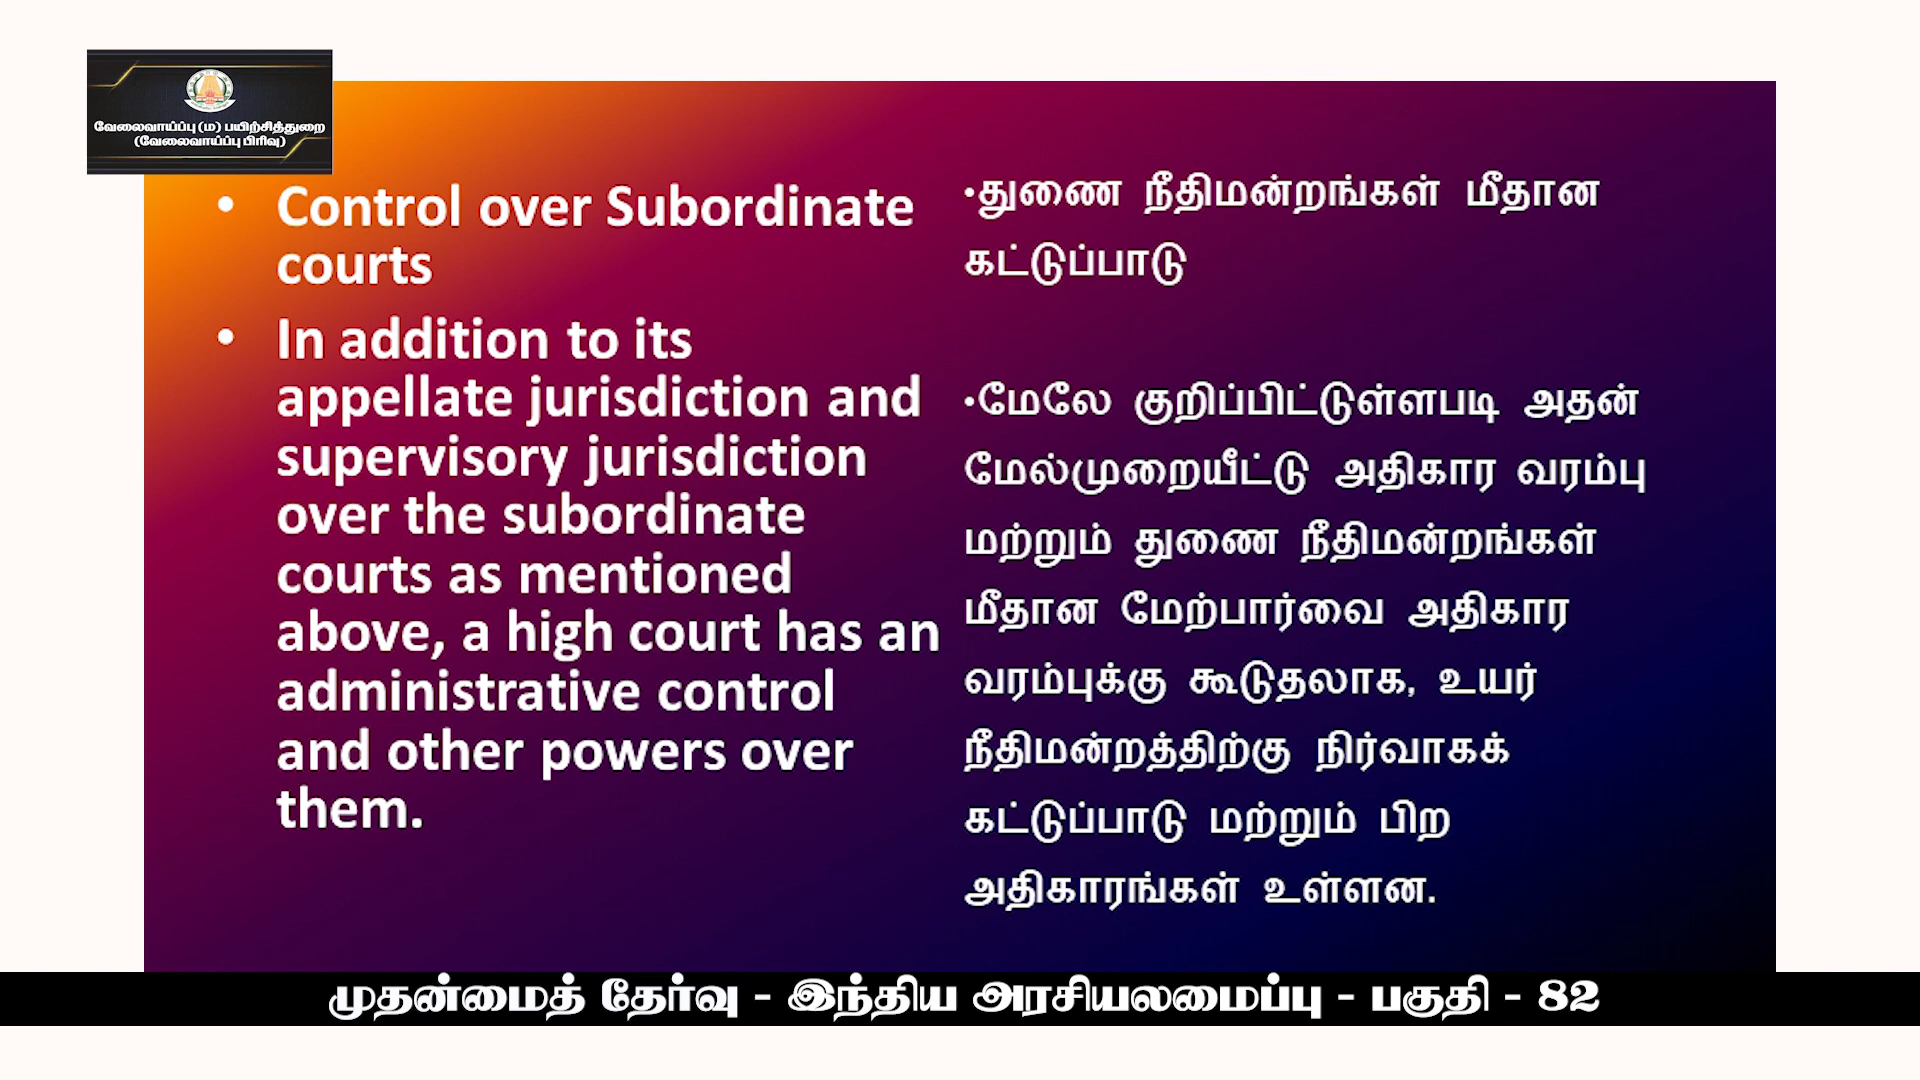 வேலைவாய்ப்பு (ம) பயிற்சித்துறை
(வேலைவாய்ப்பு பிரிவு)
• Control over Subordinate
courts
• In addition to its
appellate jurisdiction and
supervisory jurisdiction
over the subordinate
courts as mentioned
above, a high court has an
administrative control
and other powers over
them.
•துணை நீதிமன்றங்கள் மீதான
கட்டுப்பாடு
•மேலே குறிப்பிட்டுள்ளபடி அதன்
மேல்முறையீட்டு அதிகார வரம்பு
மற்றும் துணை நீதிமன்றங்கள்
மீதான மேற்பார்வை அதிகார
வரம்புக்கு கூடுதலாக, உயர்
நீதிமன்றத்திற்கு நிர்வாகக்
கட்டுப்பாடு மற்றும் பிற
அதிகாரங்கள் உள்ளன.
முதன்மைத் தேர்வு - இந்திய அரசியலமைப்பு - பகுதி - 82